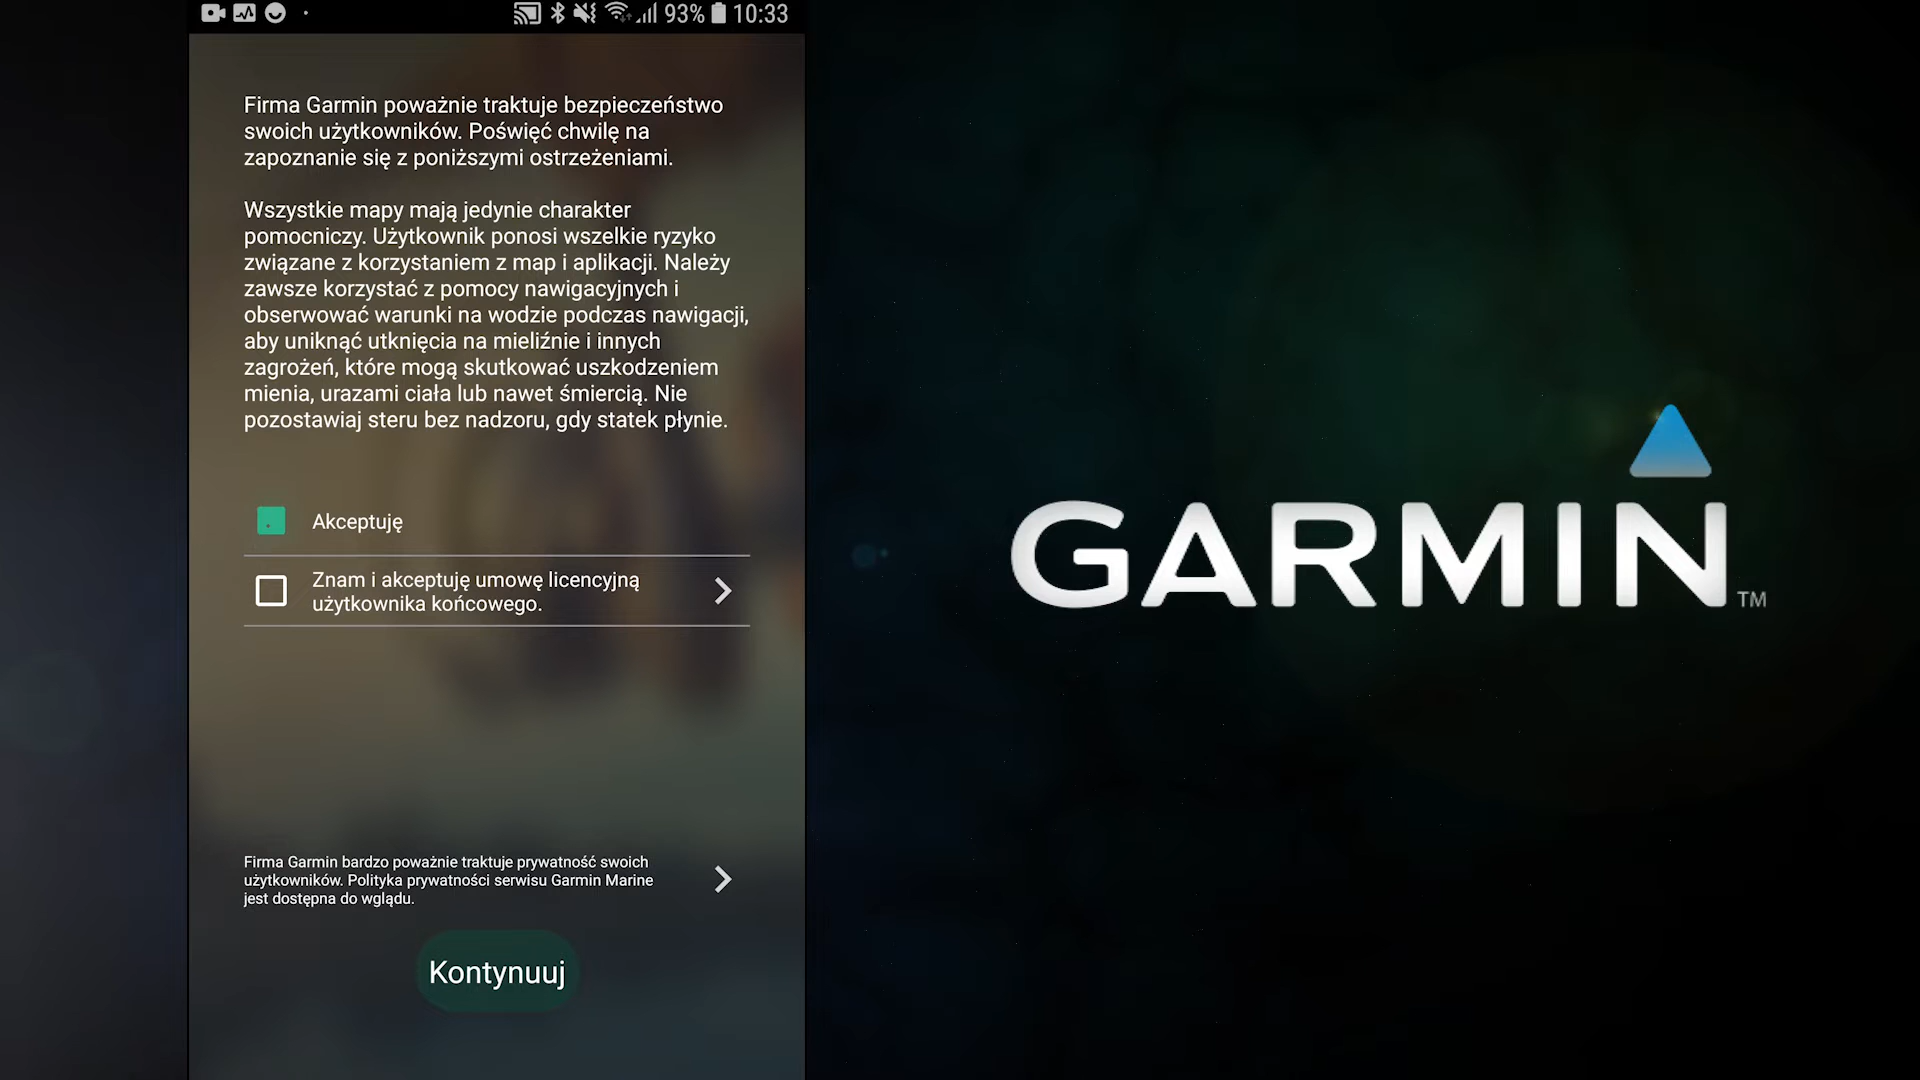 93% 10:33
Firma Garmin poważnie traktuje bezpieczeństwo
swoich użytkowników. Poświęć chwilę na
zapoznanie się z poniższymi ostrzeżeniami.
Wszystkie mapy mają jedynie charakter
pomocniczy. Użytkownik ponosi wszelkie ryzyko
związane z korzystaniem z map i aplikacji. Należy
zawsze korzystać z pomocy nawigacyjnych i
obserwować warunki na wodzie podczas nawigacji,
aby uniknąć utknięcia na mieliźnie i innych
zagrożeń, które mogą skutkować uszkodzeniem
mienia, urazami ciała lub nawet śmiercią. Nie
pozostawiaj steru bez nadzoru, gdy statek płynie.
Akceptuję
Znam i akceptuję umowę licencyjną
użytkownika końcowego.
Firma Garmin bardzo poważnie traktuje prywatność swoich
użytkowników. Polityka prywatności serwisu Garmin Marine
jest dostępna do wglądu.
Kontynuuj
GARMIN™